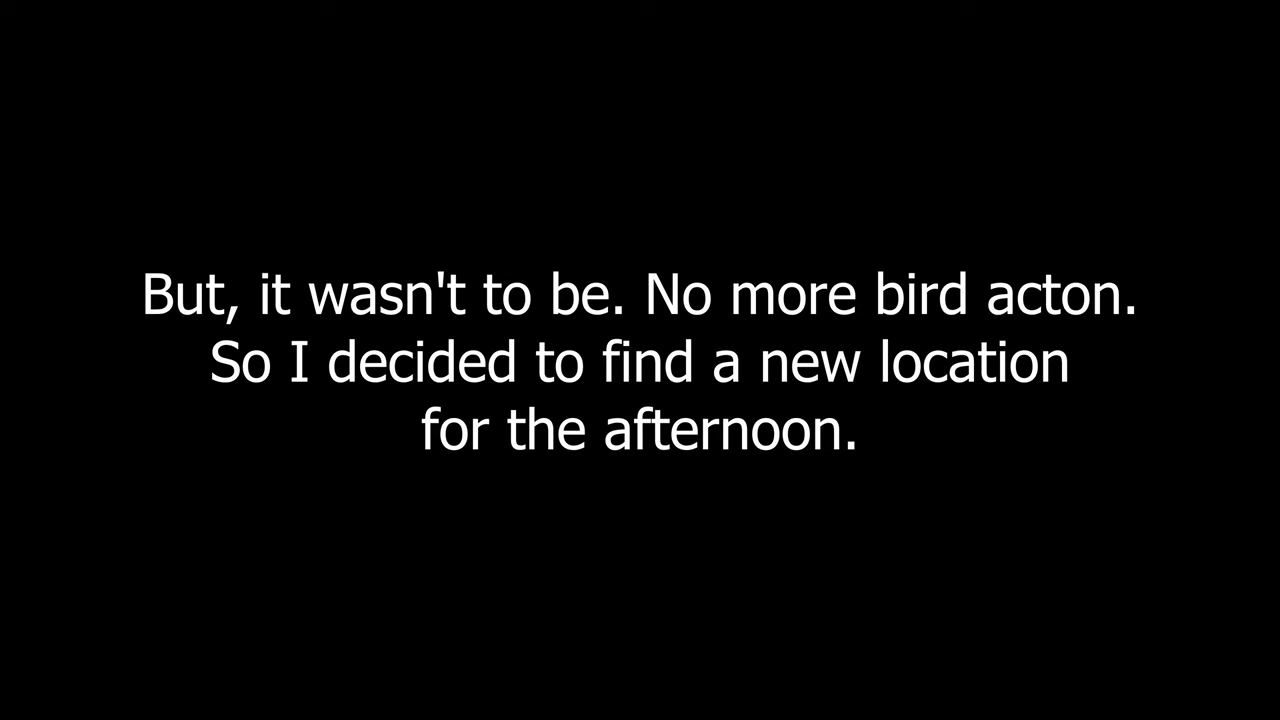 But, it wasn't to be. No more bird acton.
So I decided to find a new location
for the afternoon.